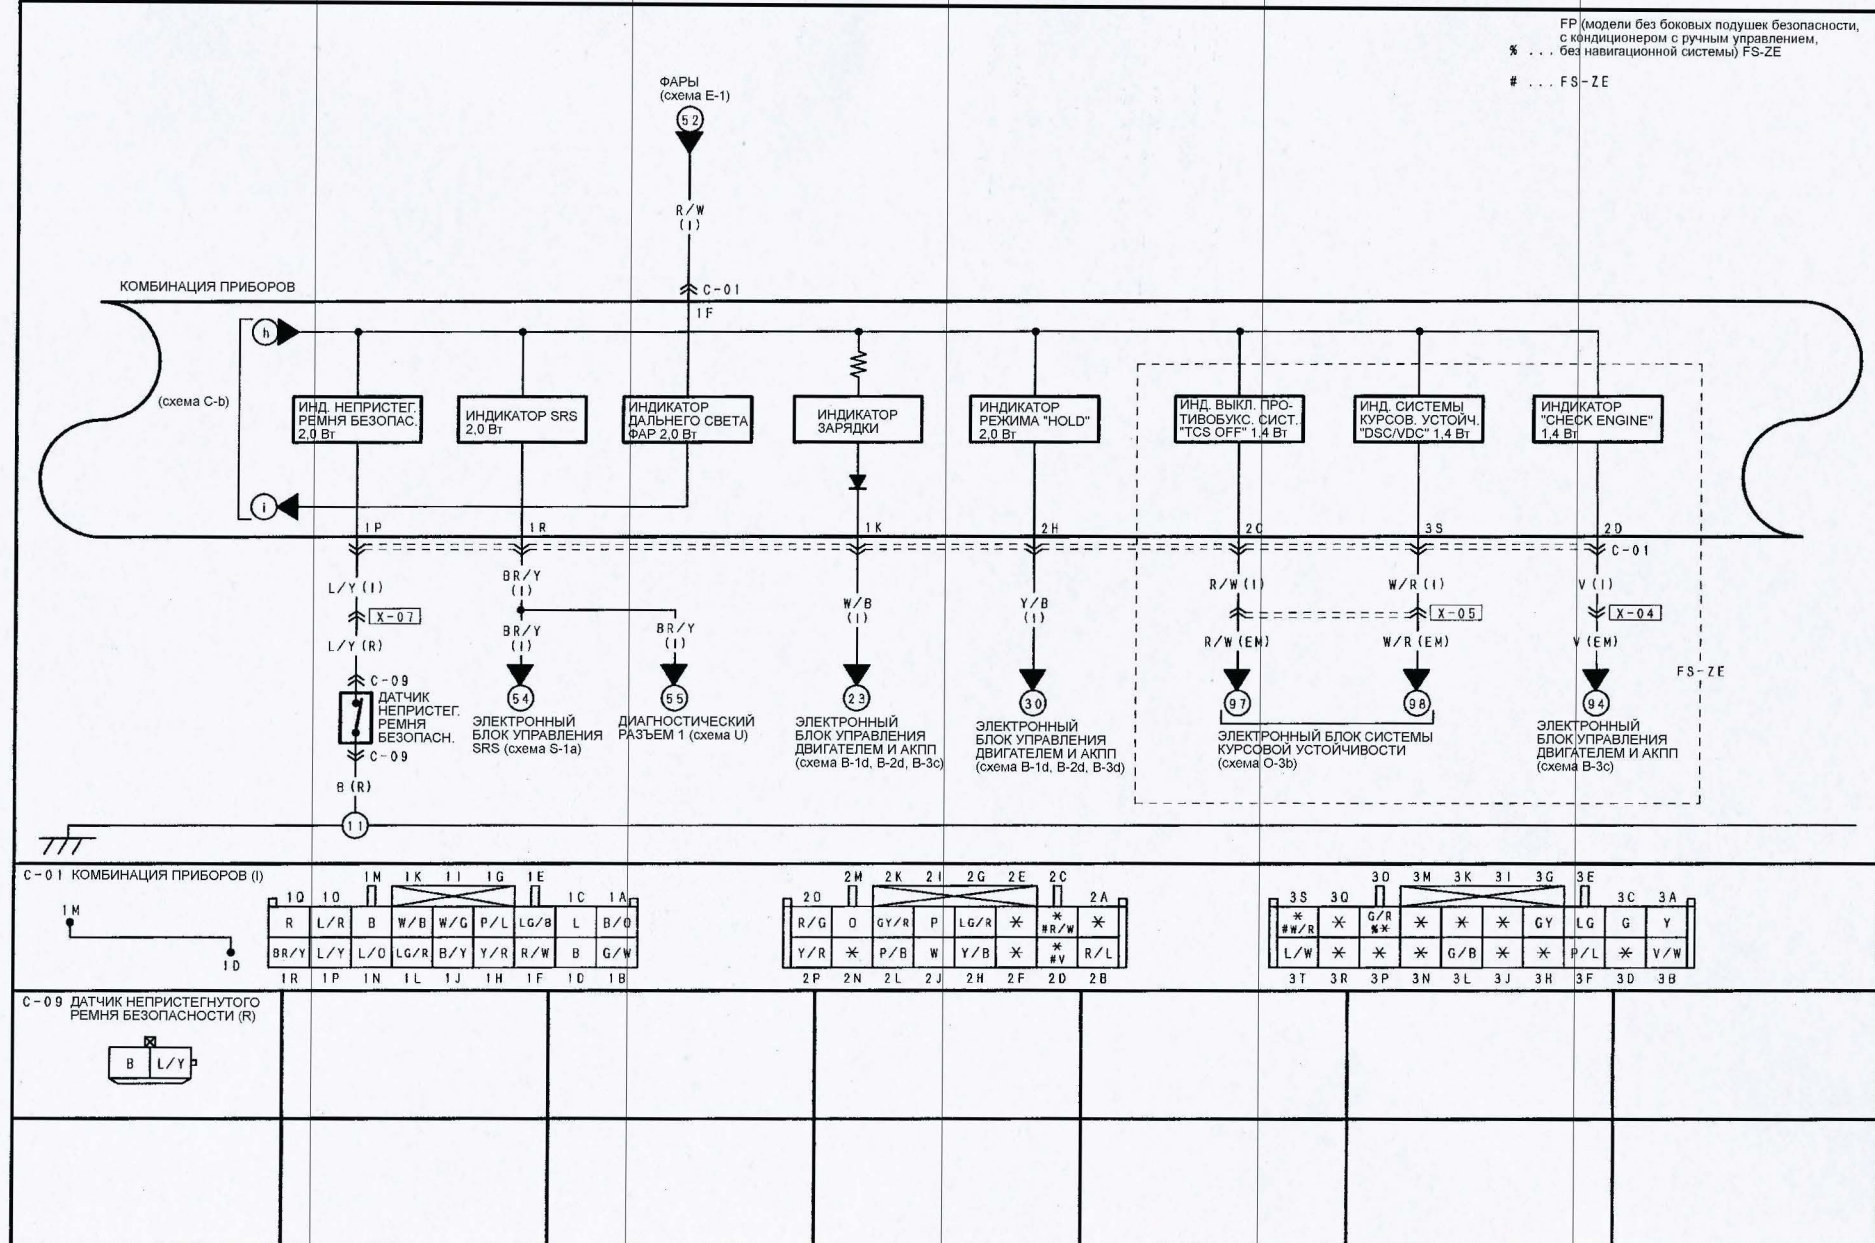 FP (модели без боковых подушек безопасности,
с кондиционером с ручным управлением,
% ... без навигационной системы) FS-ZE
# ... FS-ZE
ФАРЫ
(схема E-1)
52
R/W
(I)
C-01
КОМБИНАЦИЯ ПРИБОРОВ
1F
h
(схема C-b)
i
ИНД. НЕПРИСТЕГ.
РЕМНЯ БЕЗОПАС.
2,0 Вт
ИНДИКАТОР SRS
2,0 Вт
ИНДИКАТОР
ДАЛЬНЕГО СВЕТА
ФАР 2,0 Вт
ИНДИКАТОР
ЗАРЯДКИ
ИНДИКАТОР
РЕЖИМА "HOLD"
2,0 Вт
ИНД. ВЫКЛ. ПРО-
ТИВОБУКС. СИСТ.
"TCS OFF" 1,4 Вт
ИНД. СИСТЕМЫ
КУРСОВ. УСТОЙЧ.
"DSC/VDC" 1,4 Вт
ИНДИКАТОР
"CHECK ENGINE"
1,4 Вт
1P 1R 1K 2H 2C 3S 2D
C-01
L/Y (I)
X-07
L/Y (R)
C-09
ДАТЧИК
НЕПРИСТЕГ.
РЕМНЯ
БЕЗОПАСН.
C-09
B (R)
11
BR/Y
(I)
BR/Y
(I)
54
ЭЛЕКТРОННЫЙ
БЛОК УПРАВЛЕНИЯ
SRS (схема S-1a)
BR/Y
(I)
55
ДИАГНОСТИЧЕСКИЙ
РАЗЪЕМ 1 (схема U)
W/B
(I)
23
ЭЛЕКТРОННЫЙ
БЛОК УПРАВЛЕНИЯ
ДВИГАТЕЛЕМ И АКПП
(схема B-1d, B-2d, B-3c)
Y/B
(I)
30
ЭЛЕКТРОННЫЙ
БЛОК УПРАВЛЕНИЯ
ДВИГАТЕЛЕМ И АКПП
(схема B-1d, B-2d, B-3d)
R/W (I)
R/W (EM)
97
W/R (I)
X-05
W/R (EM)
98
ЭЛЕКТРОННЫЙ БЛОК СИСТЕМЫ
КУРСОВОЙ УСТОЙЧИВОСТИ
(схема O-3b)
V (I)
X-04
V (EM)
94
ЭЛЕКТРОННЫЙ
БЛОК УПРАВЛЕНИЯ
ДВИГАТЕЛЕМ И АКПП
(схема B-3c)
FS-ZE
C-01 КОМБИНАЦИЯ ПРИБОРОВ (I)
1M
1D
1Q 1O 1M 1K 1I 1G 1E 1C 1A
R L/R B W/B W/G P/L LG/B L B/O
BR/Y L/Y L/O LG/R B/Y Y/R R/W B G/W
1R 1P 1N 1L 1J 1H 1F 1D 1B
2O 2M 2K 2I 2G 2E 2C 2A
R/G O GY/R P LG/R * * #R/W *
Y/R * P/B W Y/B * * #V R/L
2P 2N 2L 2J 2H 2F 2D 2B
3S 3Q 3O 3M 3K 3I 3G 3E 3C 3A
* #W/R * G/R %* * * * GY LG G Y
L/W * * * G/B * * P/L * V/W
3T 3R 3P 3N 3L 3J 3H 3F 3D 3B
C-09 ДАТЧИК НЕПРИСТЕГНУТОГО
РЕМНЯ БЕЗОПАСНОСТИ (R)
B L/Y